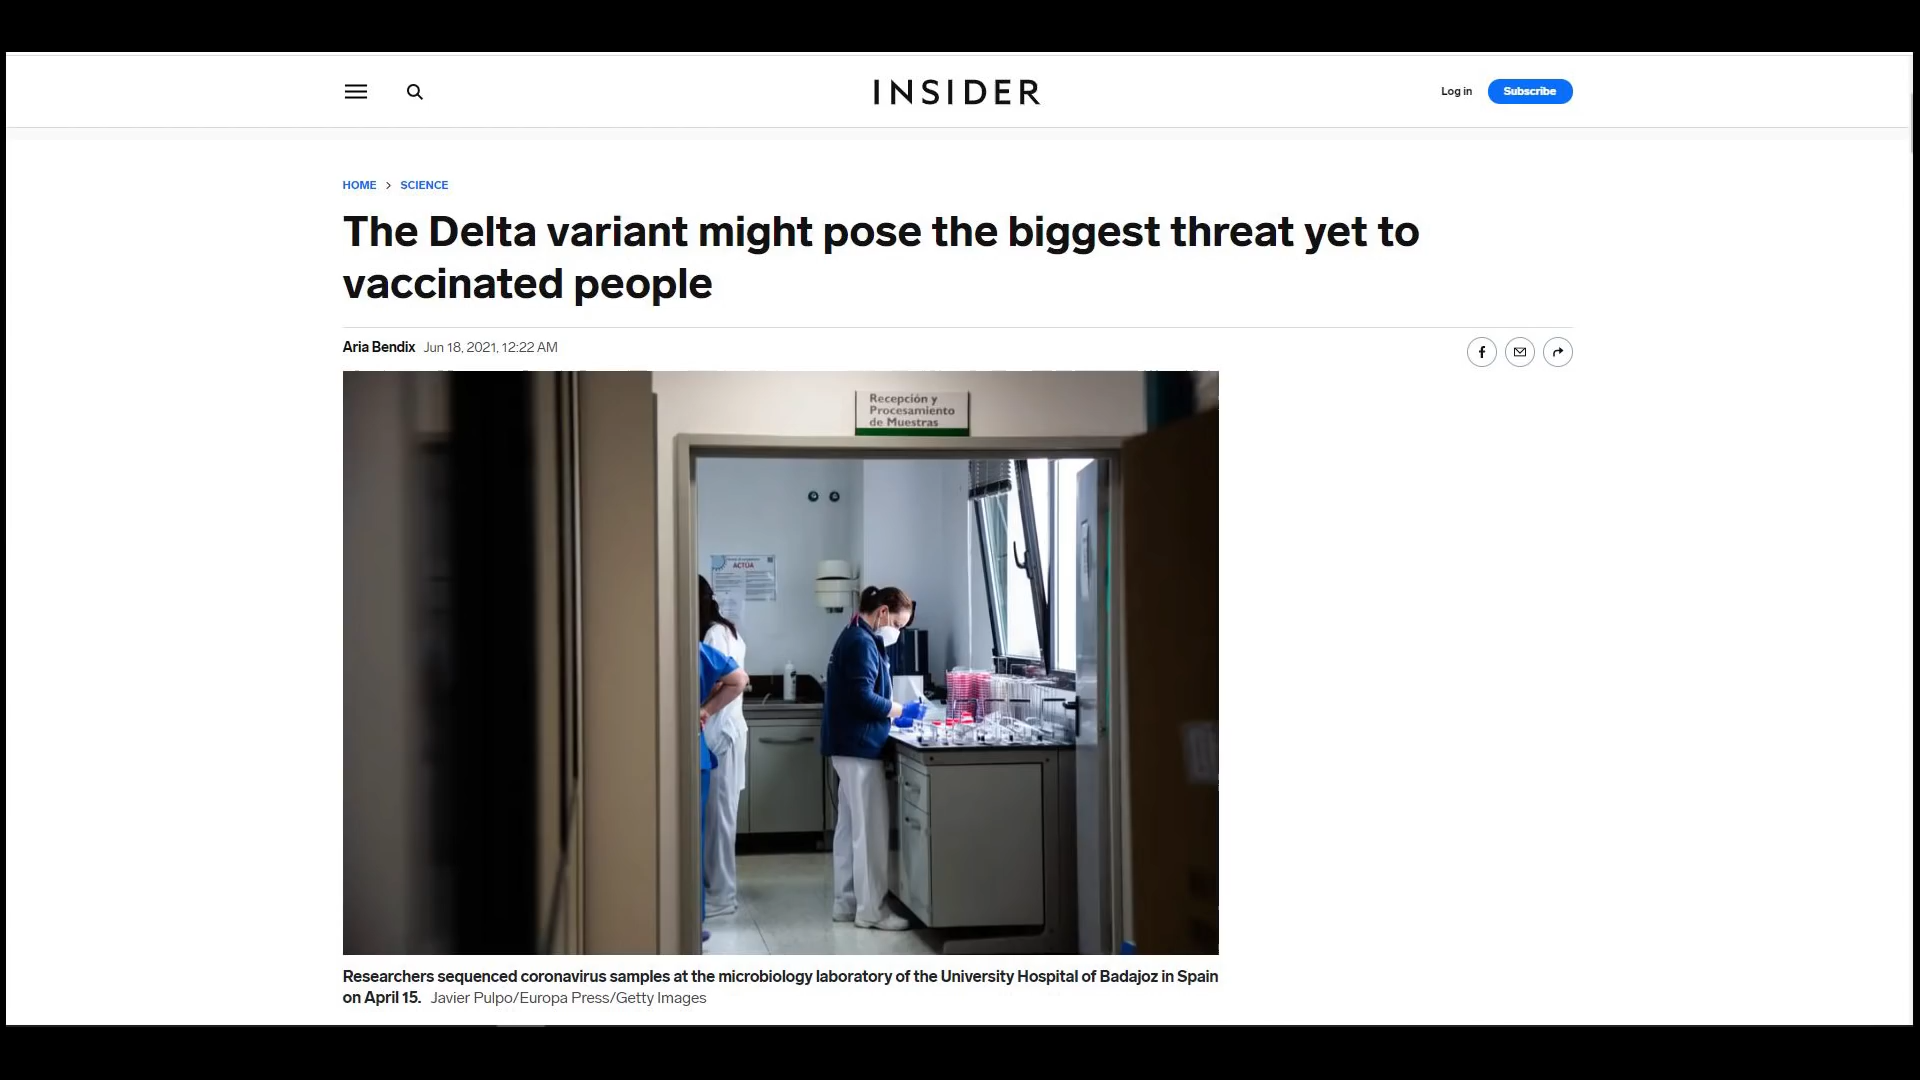 INSIDER
Log in
Subscribe
HOME > SCIENCE
The Delta variant might pose the biggest threat yet to
vaccinated people
Aria Bendix Jun 18, 2021, 12:22 AM
Recepción y
Procesamiento
de Muestras
ACTÚA
Researchers sequenced coronavirus samples at the microbiology laboratory of the University Hospital of Badajoz in Spain
on April 15. Javier Pulpo/Europa Press/Getty Images